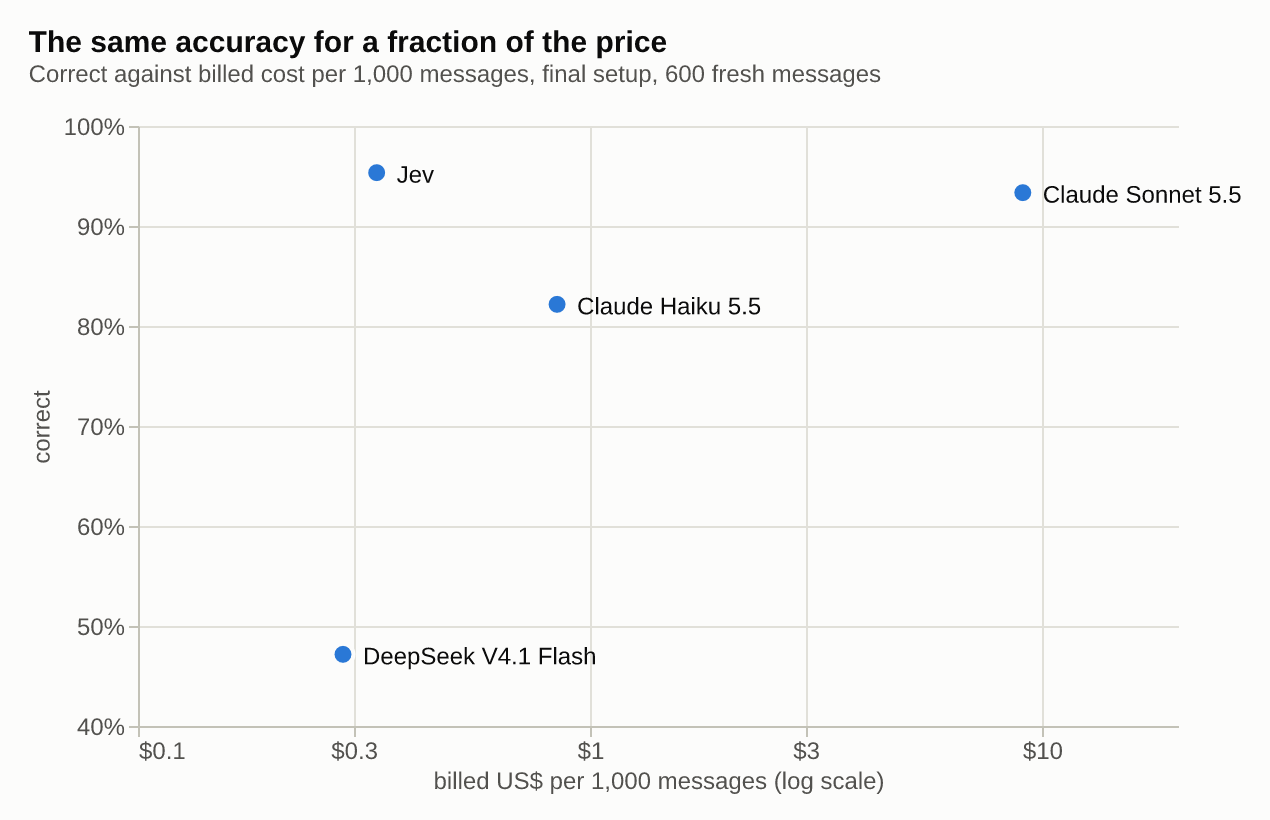 The same accuracy for a fraction of the price
Correct against billed cost per 1,000 messages, final setup, 600 fresh messages
100%
Jev
Claude Sonnet 5.5
90%
Claude Haiku 5.5
80%
correct
70%
60%
50%
DeepSeek V4.1 Flash
40%
$0.1 $0.3 $1 $3 $10
billed US$ per 1,000 messages (log scale)